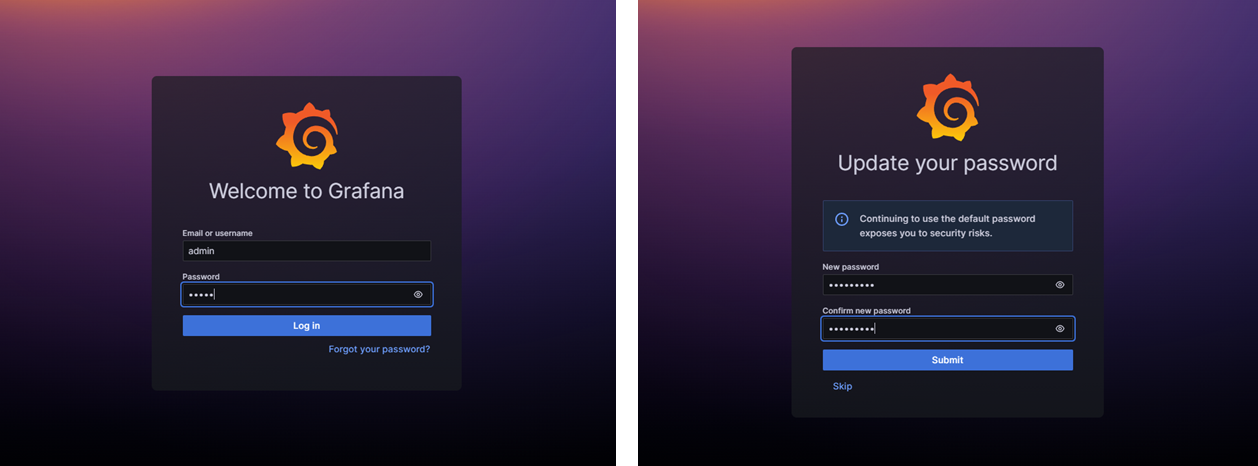 Welcome to Grafana
Email or username
admin
Password
•••••
Log in
Forgot your password?
Update your password
Continuing to use the default password
exposes you to security risks.
New password
•••••••••
Confirm new password
•••••••••
Submit
Skip